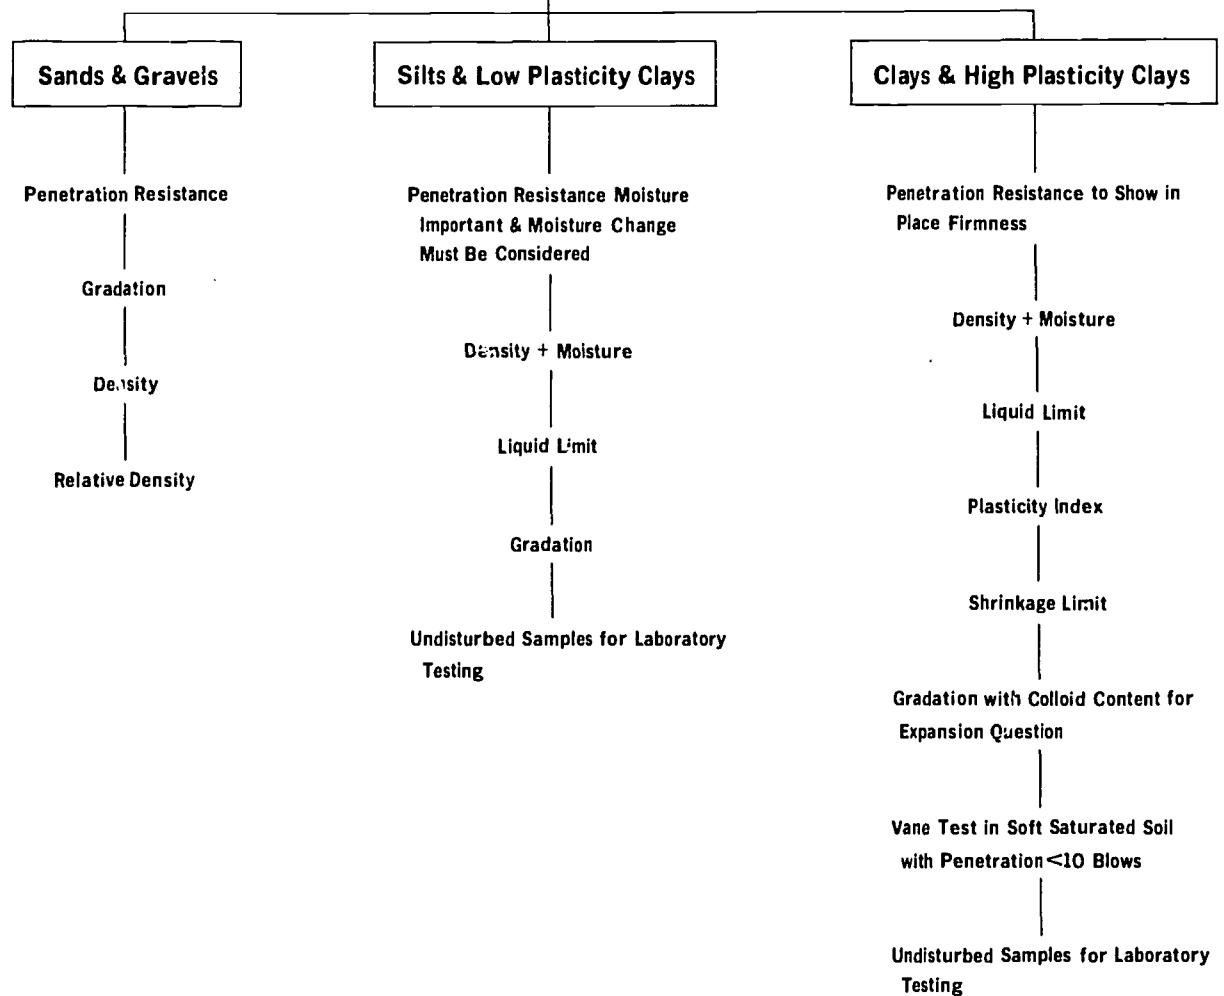 Sands & Gravels
Penetration Resistance
Gradation
Density
Relative Density
Silts & Low Plasticity Clays
Penetration Resistance Moisture
Important & Moisture Change
Must Be Considered
Density + Moisture
Liquid Limit
Gradation
Undisturbed Samples for Laboratory
Testing
Clays & High Plasticity Clays
Penetration Resistance to Show in
Place Firmness
Density + Moisture
Liquid Limit
Plasticity Index
Shrinkage Limit
Gradation with Colloid Content for
Expansion Question
Vane Test in Soft Saturated Soil
with Penetration <10 Blows
Undisturbed Samples for Laboratory
Testing